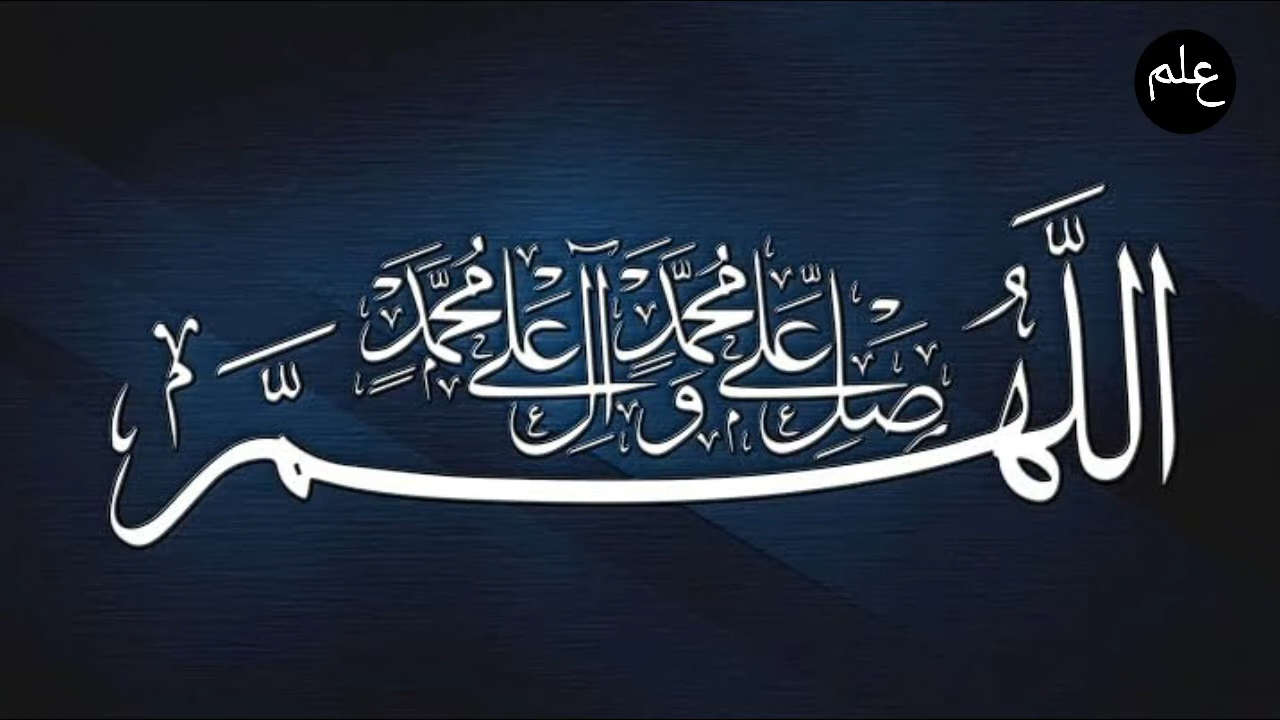 علم
اللَّهُمَّ صَلِّ عَلَى مُحَمَّدٍ وَعَلَى آلِ مُحَمَّدٍ